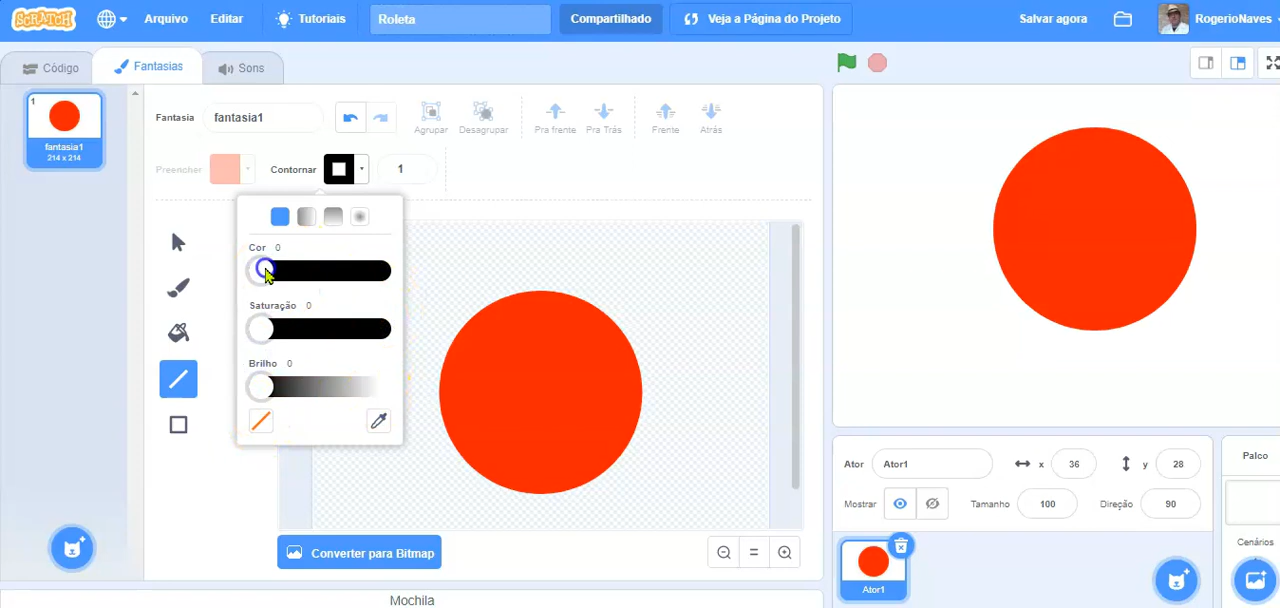 SCRATCH
Arquivo
Editar
Tutoriais
Roleta
Compartilhado
Veja a Página do Projeto
Salvar agora
RogerioNaves
Código
Fantasias
Sons
1
fantasia1
214 x 214
Fantasia
fantasia1
Agrupar
Desagrupar
Pra frente
Pra Trás
Frente
Atrás
Preencher
Contornar
1
Cor 0
Saturação 0
Brilho 0
Converter para Bitmap
Mochila
Ator
Ator1
x
36
y
28
Mostrar
Tamanho
100
Direção
90
Ator1
Palco
Cenários